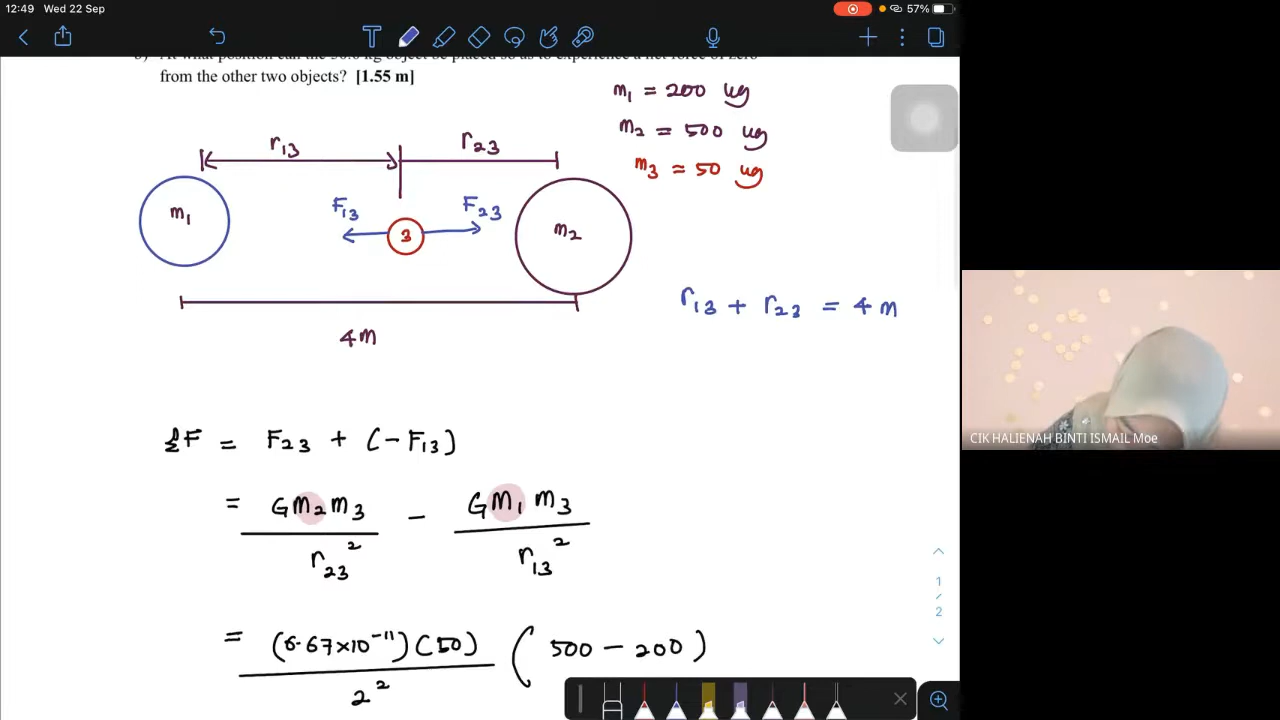 12:49 Wed 22 Sep
57%
from the other two objects? [1.55 m]
m₁ = 200 kg
m₂ = 500 kg
m₃ = 50 kg
r₁₃
r₂₃
m₁
F₁₃
3
F₂₃
m₂
r₁₃ + r₂₃ = 4 m
4 m
ΣF = F₂₃ + (-F₁₃)
= Gm₂m₃ / r₂₃² - Gm₁m₃ / r₁₃²
= (6.67×10⁻¹¹)(50) / 2² (500 - 200)
1
/
2
CIK HALIENAH BINTI ISMAIL Moe